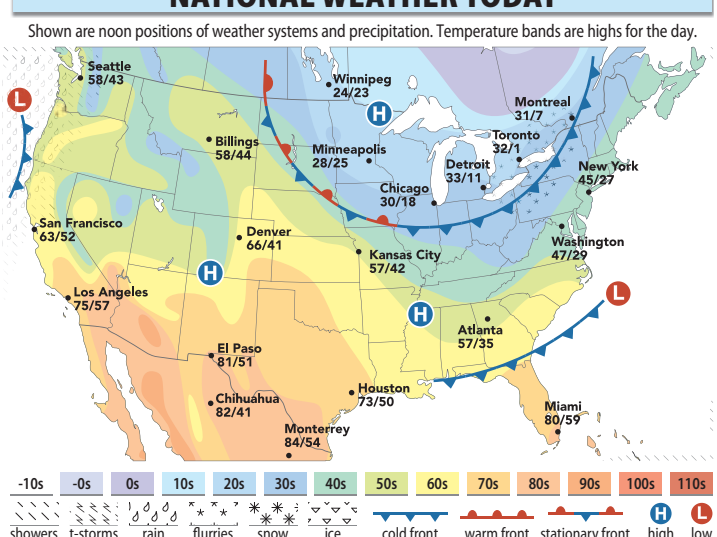 NATIONAL WEATHER TODAY
Shown are noon positions of weather systems and precipitation. Temperature bands are highs for the day.
Seattle
58/43
L
Winnipeg
24/23
H
Montreal
31/7
Billings
58/44
Minneapolis
28/25
Toronto
32/1
Detroit
33/11
New York
45/27
Chicago
30/18
San Francisco
63/52
Denver
66/41
Kansas City
57/42
Washington
47/29
H
Los Angeles
75/57
L
H
Atlanta
57/35
El Paso
81/51
Chihuahua
82/41
Houston
73/50
Miami
80/59
Monterrey
84/54
-10s -0s 0s 10s 20s 30s 40s 50s 60s 70s 80s 90s 100s 110s
H L
showers t-storms rain flurries snow ice cold front warm front stationary front high low